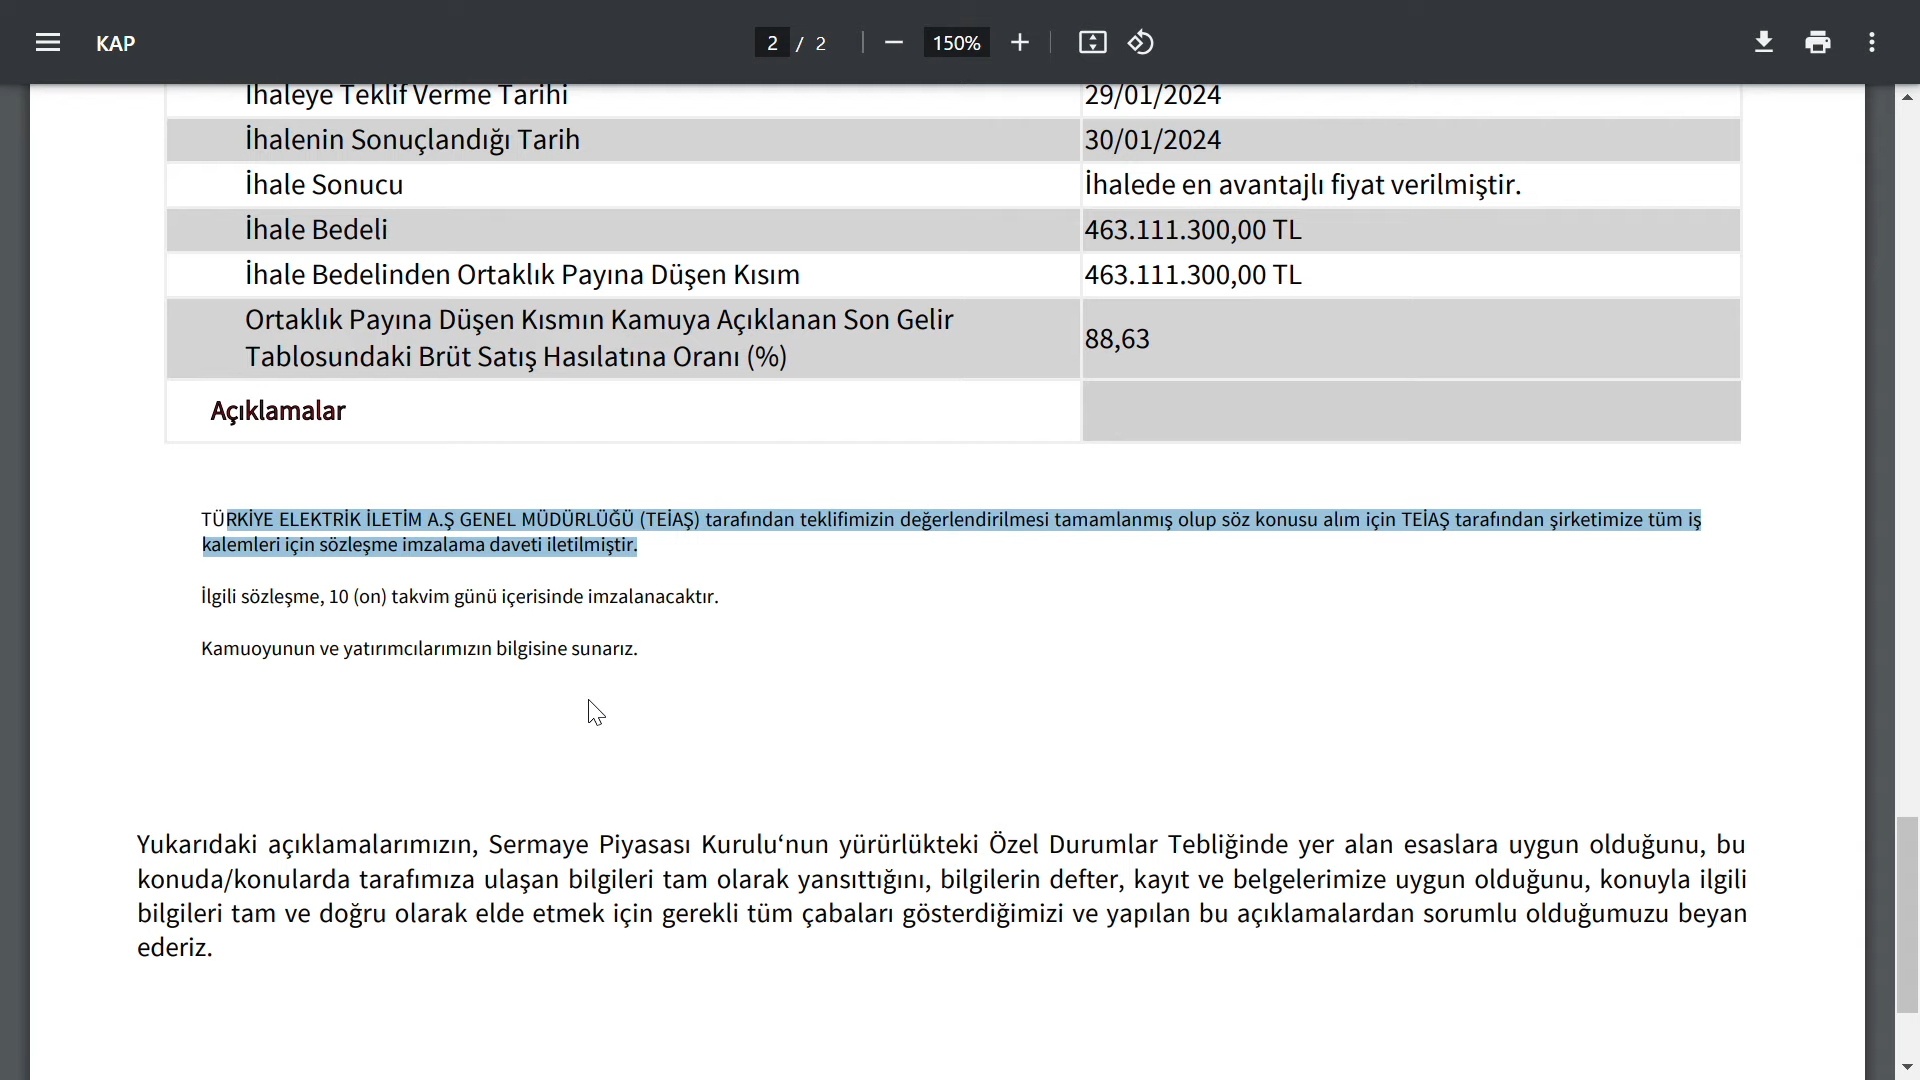 KAP
2 / 2
150%
İhaleye Teklif Verme Tarihi 29/01/2024
İhalenin Sonuçlandığı Tarih 30/01/2024
İhale Sonucu İhalede en avantajlı fiyat verilmiştir.
İhale Bedeli 463.111.300,00 TL
İhale Bedelinden Ortaklık Payına Düşen Kısım 463.111.300,00 TL
Ortaklık Payına Düşen Kısmın Kamuya Açıklanan Son Gelir
Tablosundaki Brüt Satış Hasılatına Oranı (%)
88,63
Açıklamalar
TÜRKİYE ELEKTRİK İLETİM A.Ş GENEL MÜDÜRLÜĞÜ (TEİAŞ) tarafından teklifimizin değerlendirilmesi tamamlanmış olup söz konusu alım için TEİAŞ tarafından şirketimize tüm iş
kalemleri için sözleşme imzalama daveti iletilmiştir.
İlgili sözleşme, 10 (on) takvim günü içerisinde imzalanacaktır.
Kamuoyunun ve yatırımcılarımızın bilgisine sunarız.
Yukarıdaki açıklamalarımızın, Sermaye Piyasası Kurulu‘nun yürürlükteki Özel Durumlar Tebliğinde yer alan esaslara uygun olduğunu, bu
konuda/konularda tarafımıza ulaşan bilgileri tam olarak yansıttığını, bilgilerin defter, kayıt ve belgelerimize uygun olduğunu, konuyla ilgili
bilgileri tam ve doğru olarak elde etmek için gerekli tüm çabaları gösterdiğimizi ve yapılan bu açıklamalardan sorumlu olduğumuzu beyan
ederiz.